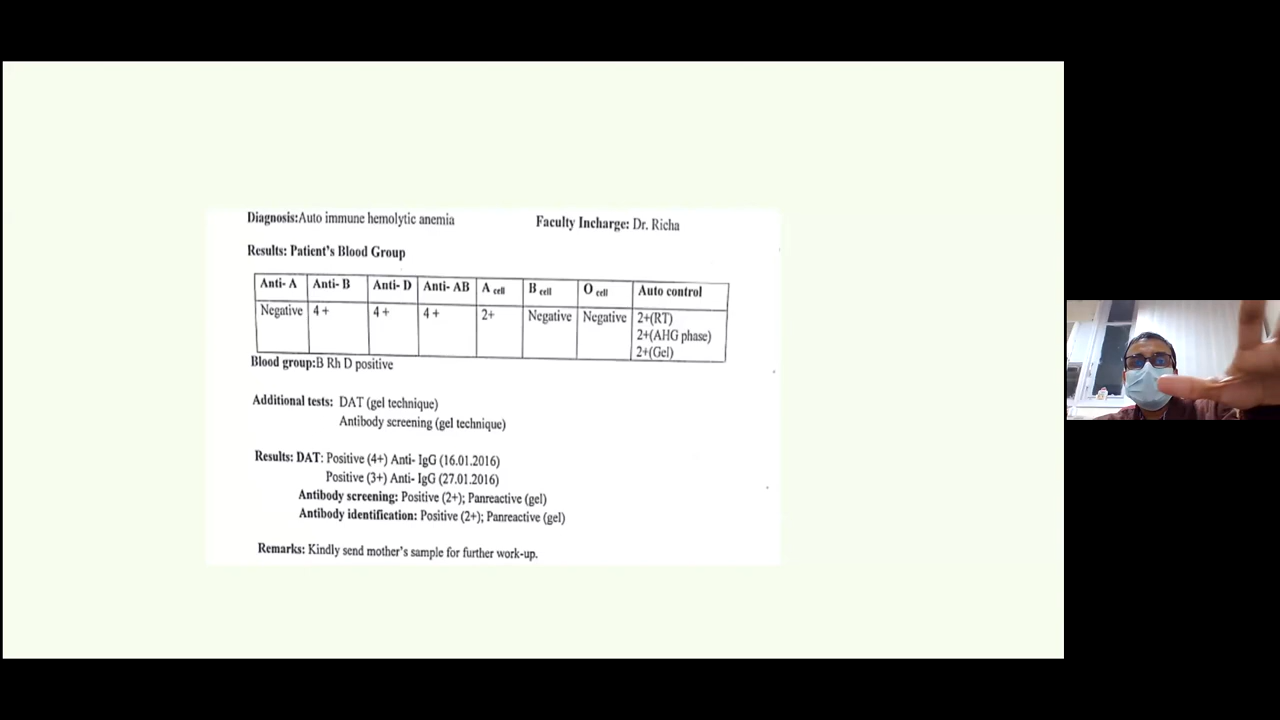 Diagnosis:Auto immune hemolytic anemia Faculty Incharge: Dr. Richa
Results: Patient's Blood Group
Anti- A Anti- B Anti- D Anti- AB A cell B cell O cell Auto control
Negative 4 + 4 + 4 + 2+ Negative Negative 2+(RT)
2+(AHG phase)
2+(Gel)
Blood group:B Rh D positive
Additional tests: DAT (gel technique)
Antibody screening (gel technique)
Results: DAT: Positive (4+) Anti- IgG (16.01.2016)
Positive (3+) Anti- IgG (27.01.2016)
Antibody screening: Positive (2+); Panreactive (gel)
Antibody identification: Positive (2+); Panreactive (gel)
Remarks: Kindly send mother's sample for further work-up.